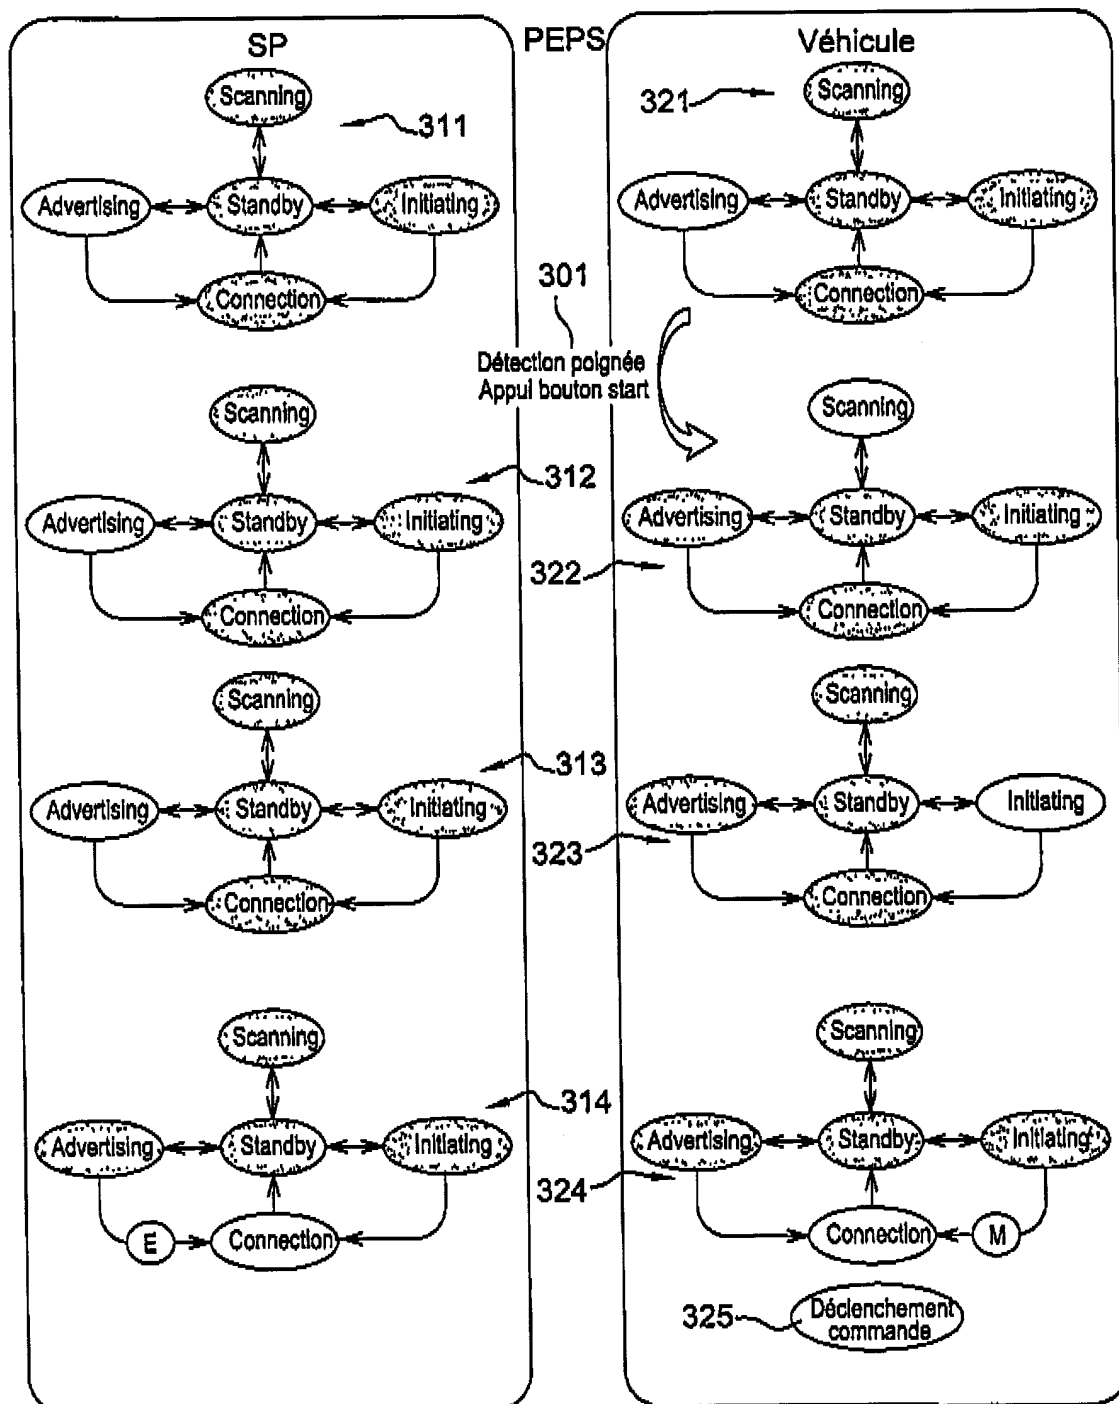 SP
PEPS
Véhicule
Scanning
311
Advertising
Standby
Initiating
Connection
321
Scanning
Advertising
Standby
Initiating
Connection
301
Détection poignée
Appui bouton start
Scanning
312
Advertising
Standby
Initiating
Connection
Scanning
Advertising
Standby
Initiating
322
Connection
Scanning
313
Advertising
Standby
Initiating
Connection
Scanning
Advertising
Standby
Initiating
323
Connection
Scanning
314
Advertising
Standby
Initiating
E
Connection
Scanning
Advertising
Standby
Initiating
324
Connection
M
325
Déclenchement
commande